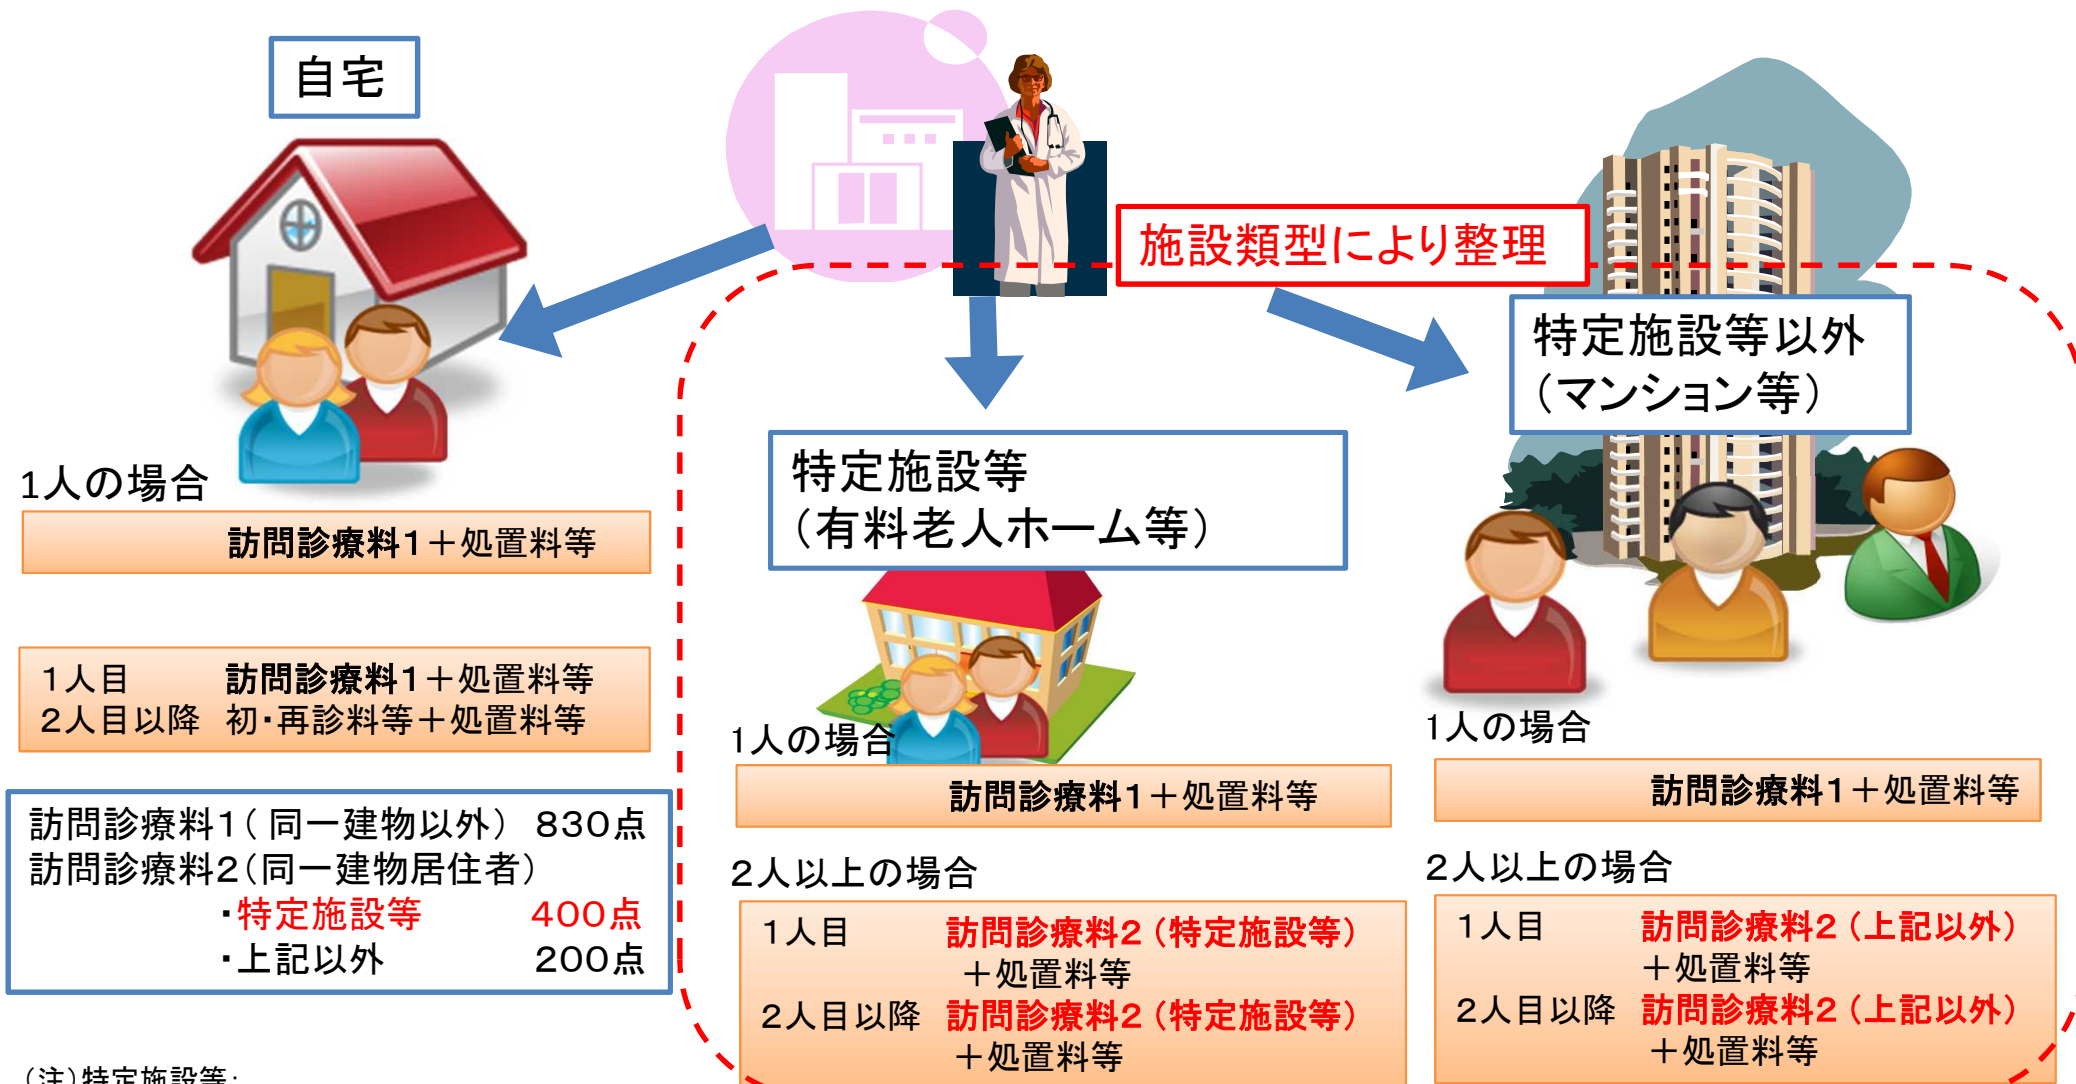 自宅
施設類型により整理
特定施設等以外
（マンション等）
特定施設等
（有料老人ホーム等）
1人の場合
訪問診療料1＋処置料等
1人目 訪問診療料1＋処置料等
2人目以降 初・再診料等＋処置料等
訪問診療料1（同一建物以外） 830点
訪問診療料2（同一建物居住者）
・特定施設等 400点
・上記以外 200点
（注）特定施設等：
1人の場合
訪問診療料1＋処置料等
2人以上の場合
1人目 訪問診療料2（特定施設等）
＋処置料等
2人目以降 訪問診療料2（特定施設等）
＋処置料等
1人の場合
訪問診療料1＋処置料等
2人以上の場合
1人目 訪問診療料2（上記以外）
＋処置料等
2人目以降 訪問診療料2（上記以外）
＋処置料等